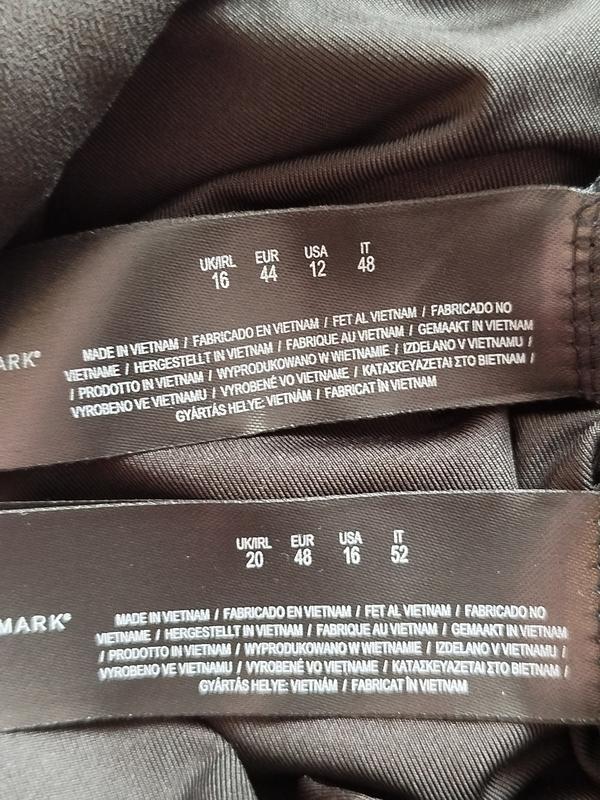 UK/IRL EUR USA IT
16 44 12 48
ARK®
MADE IN VIETNAM / FABRICADO EN VIETNAM / FET AL VIETNAM / FABRICADO NO
VIETNAME / HERGESTELLT IN VIETNAM / FABRIQUE AU VIETNAM / GEMAAKT IN VIETNAM
/ PRODOTTO IN VIETNAM / WYPRODUKOWANO W WIETNAMIE / IZDELANO V VIETNAMU /
VYROBENO VE VIETNAMU / VYROBENÉ VO VIETNAME / ΚΑΤΑΣΚΕΥΑΖΕΤΑΙ ΣΤΟ ΒΙΕΤΝΑΜ /
GYÁRTÁS HELYE: VIETNÁM / FABRICAT ÎN VIETNAM
UK/IRL EUR USA IT
20 48 16 52
MARK®
MADE IN VIETNAM / FABRICADO EN VIETNAM / FET AL VIETNAM / FABRICADO NO
VIETNAME / HERGESTELLT IN VIETNAM / FABRIQUE AU VIETNAM / GEMAAKT IN VIETNAM
/ PRODOTTO IN VIETNAM / WYPRODUKOWANO W WIETNAMIE / IZDELANO V VIETNAMU /
VYROBENO VE VIETNAMU / VYROBENÉ VO VIETNAME / ΚΑΤΑΣΚΕΥΑΖΕΤΑΙ ΣΤΟ ΒΙΕΤΝΑΜ /
GYÁRTÁS HELYE: VIETNÁM / FABRICAT ÎN VIETNAM